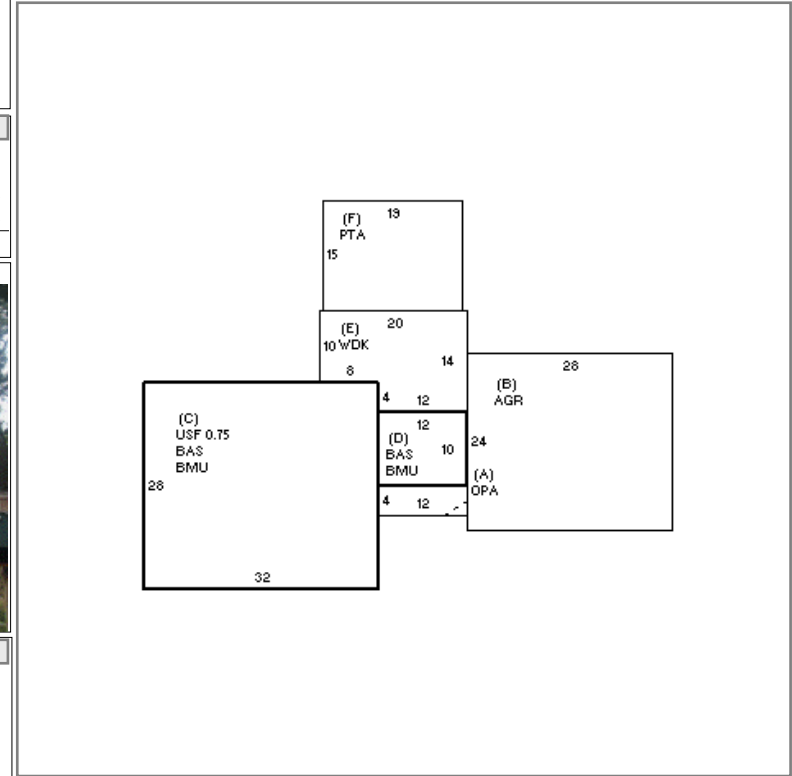 (F) 19
PTA
15
(E) 20
10 WDK
14
8
28
(B)
AGR
4 12
(C)
USF 0.75
BAS
BMU
12
(D)
BAS
BMU
10
24
(A)
OPA
28
4 12
32